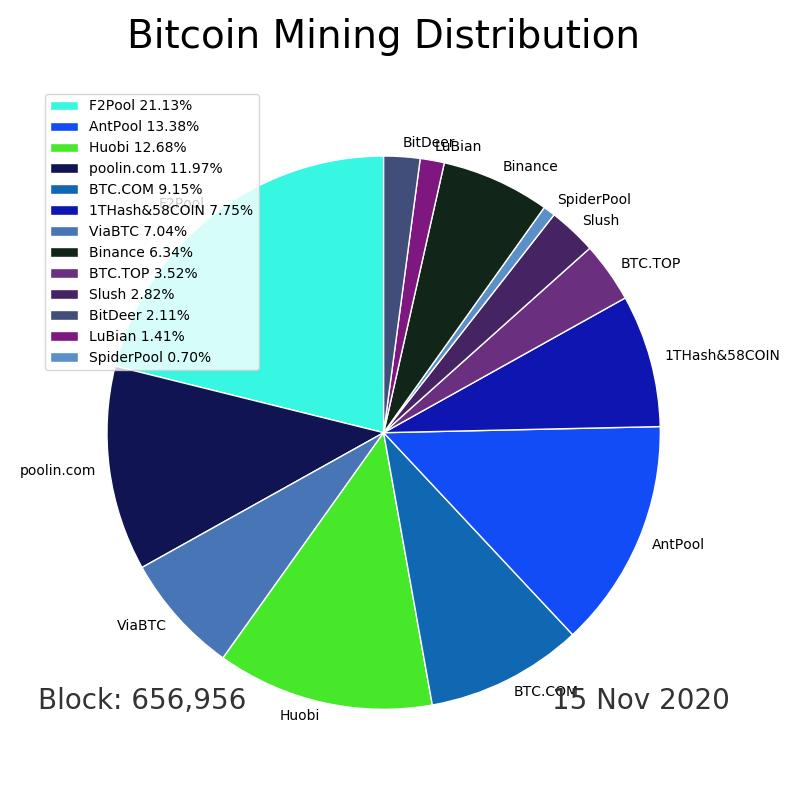 Bitcoin Mining Distribution
F2Pool 21.13%
AntPool 13.38%
Huobi 12.68%
poolin.com 11.97%
BTC.COM 9.15%
1THash&58COIN 7.75%
ViaBTC 7.04%
Binance 6.34%
BTC.TOP 3.52%
Slush 2.82%
BitDeer 2.11%
LuBian 1.41%
SpiderPool 0.70%
BitDeer
LuBian
Binance
SpiderPool
Slush
BTC.TOP
1THash&58COIN
AntPool
BTC.COM
Huobi
ViaBTC
poolin.com
F2Pool
Block: 656,956
15 Nov 2020